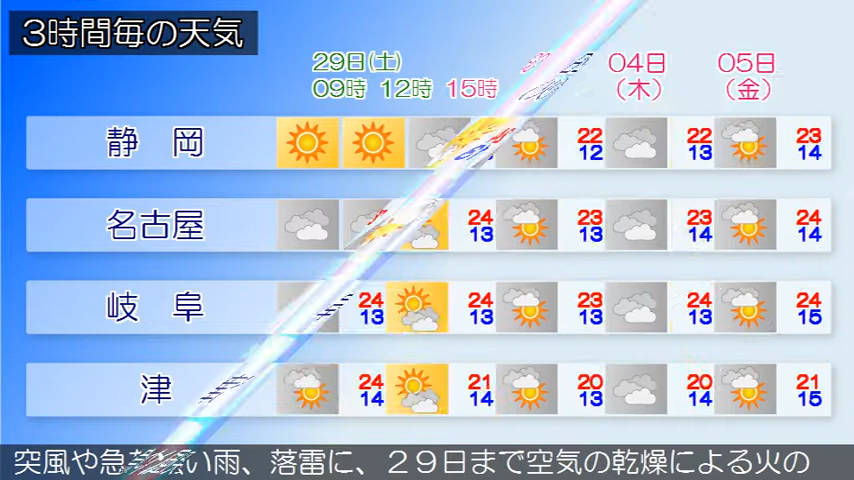 3時間毎の天気
29日(土) 04日 05日
09時 12時 15時 (木) (金)
静岡 22 12 22 13 23 14
名古屋 24 13 23 13 23 14 24 14
岐阜 24 13 24 13 23 13 24 13 24 15
津 24 14 21 14 20 13 20 14 21 15
突風や急 い雨、落雷に、29日まで空気の乾燥による火の